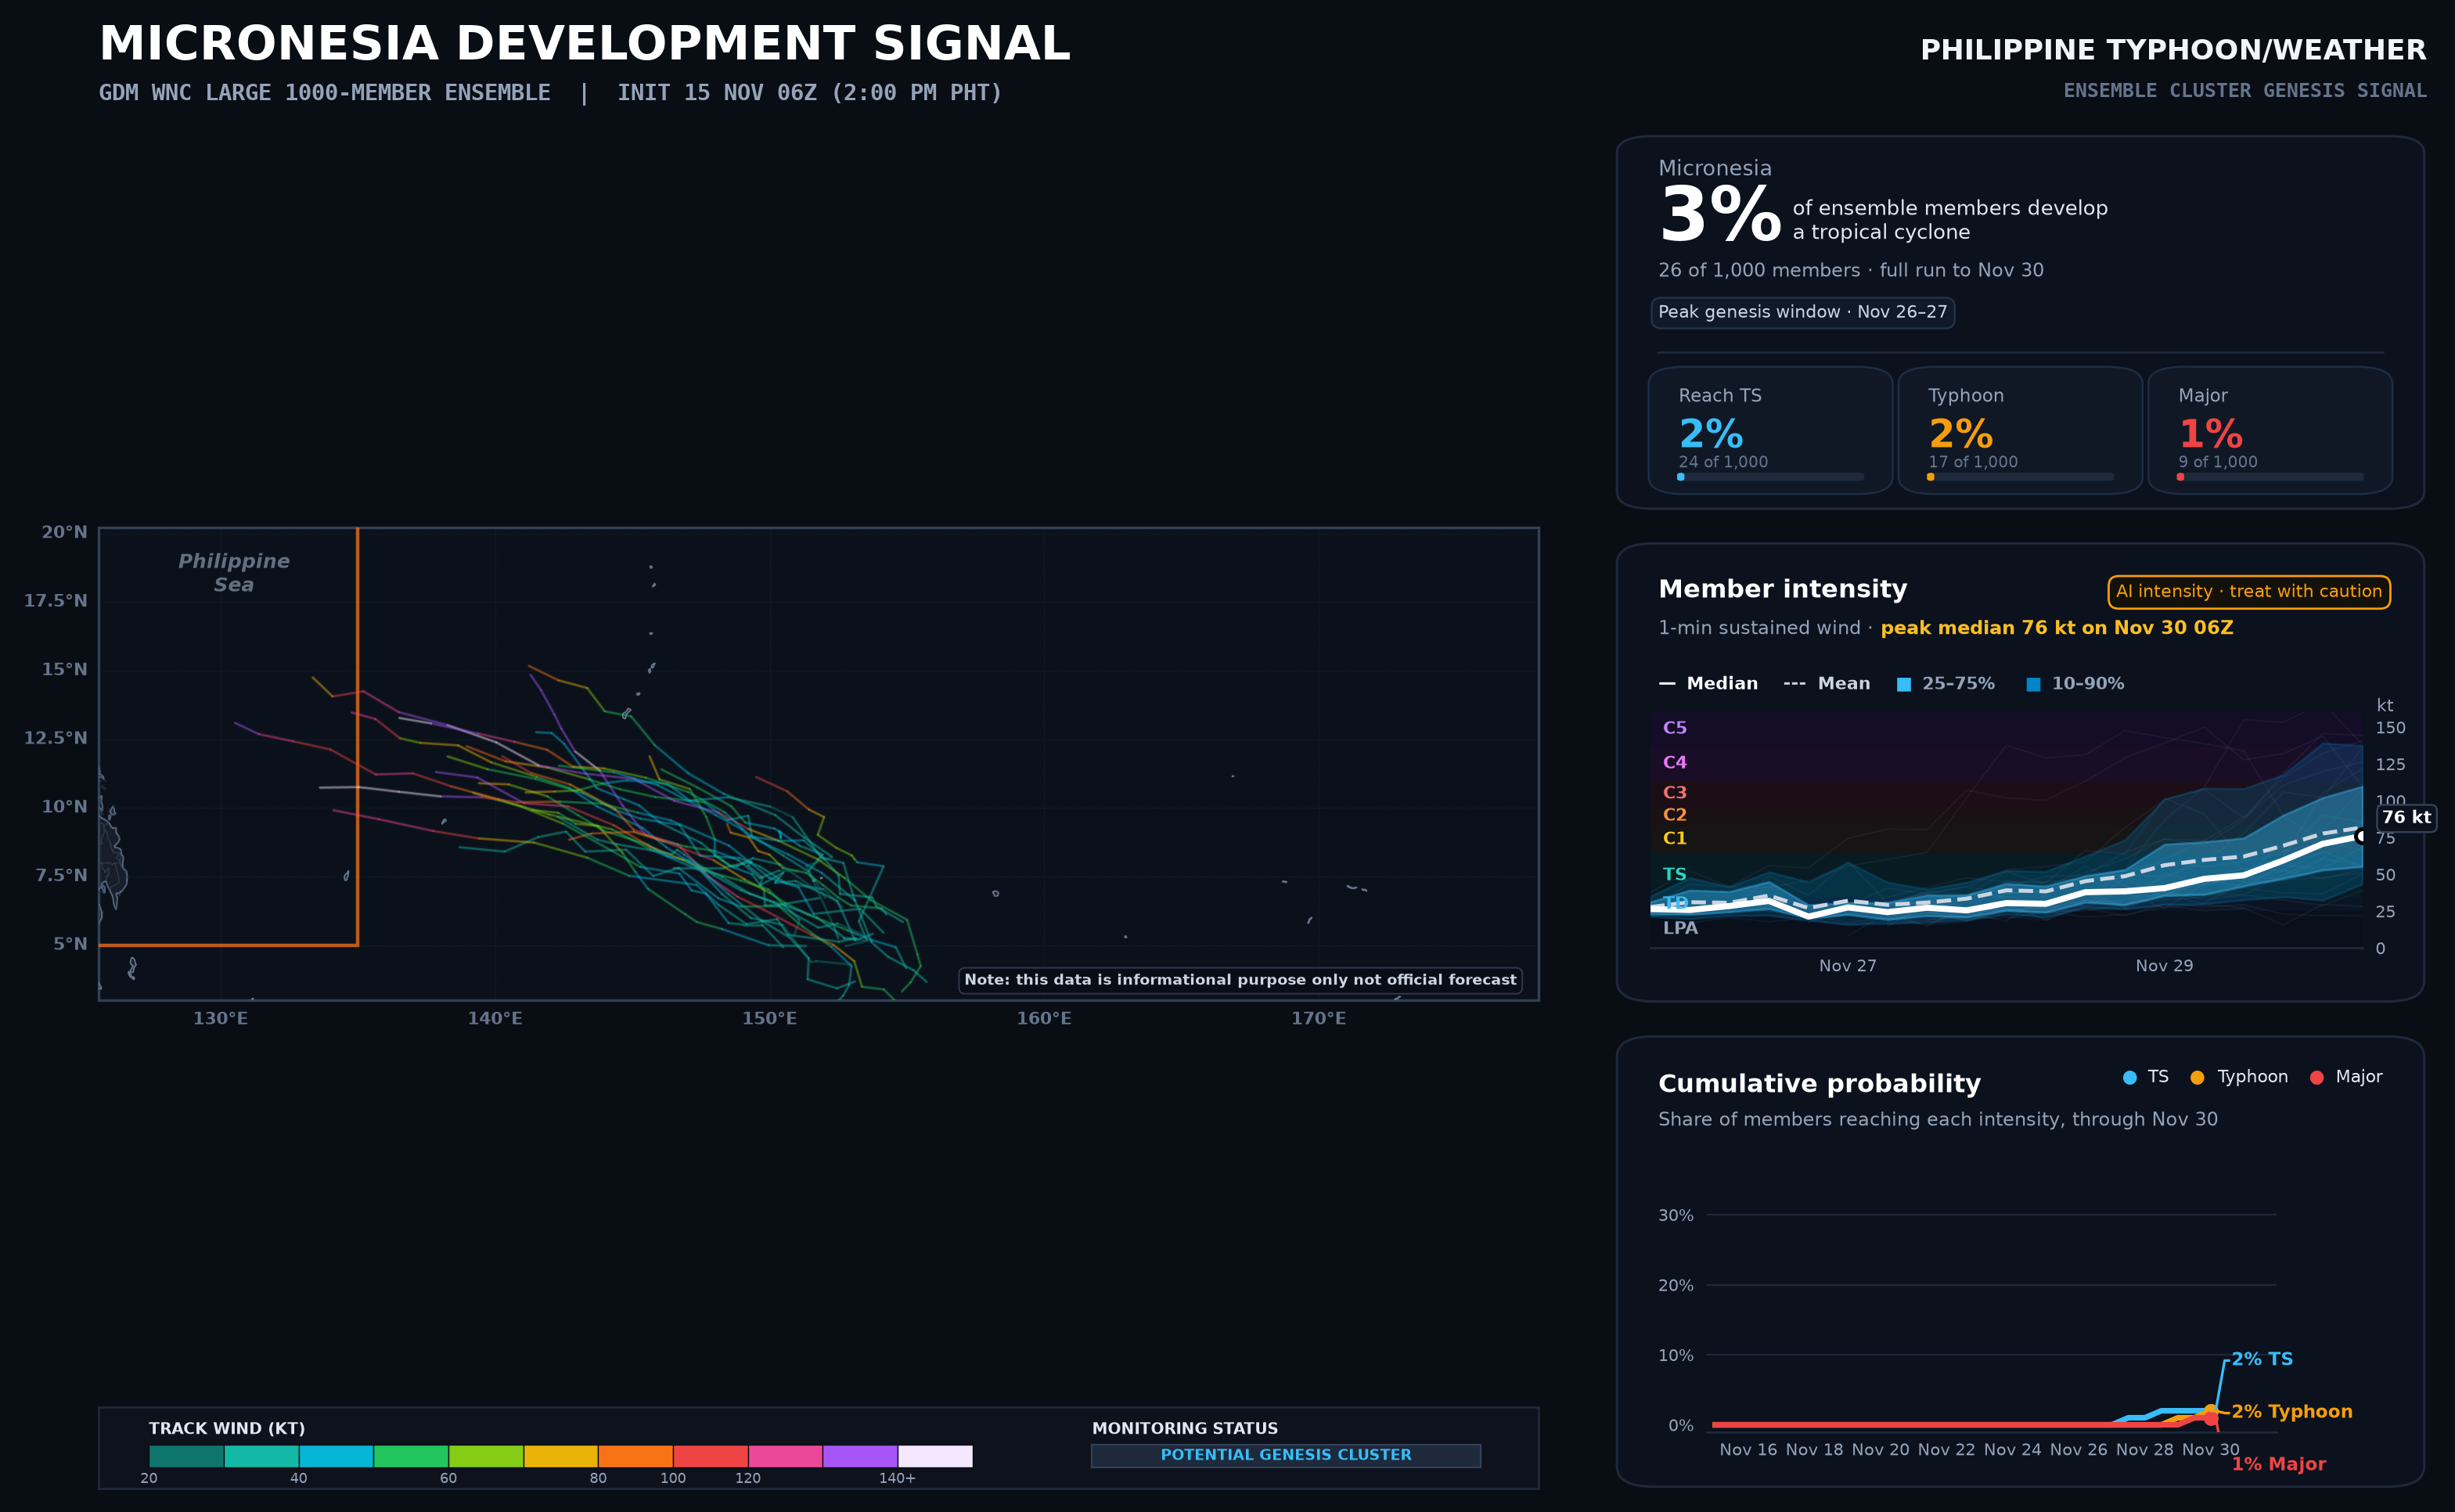 MICRONESIA DEVELOPMENT SIGNAL
GDM WNC LARGE 1000-MEMBER ENSEMBLE | INIT 15 NOV 06Z (2:00 PM PHT)
PHILIPPINE TYPHOON/WEATHER
ENSEMBLE CLUSTER GENESIS SIGNAL
Micronesia
3% of ensemble members develop
a tropical cyclone
26 of 1,000 members · full run to Nov 30
Peak genesis window · Nov 26–27
Reach TS
2%
24 of 1,000
Typhoon
2%
17 of 1,000
Major
1%
9 of 1,000
20°N
17.5°N
15°N
12.5°N
10°N
7.5°N
5°N
Philippine
Sea
Note: this data is informational purpose only not official forecast
130°E 140°E 150°E 160°E 170°E
Member intensity
AI intensity · treat with caution
1-min sustained wind · peak median 76 kt on Nov 30 06Z
Median Mean 25–75% 10–90%
kt
C5
C4
C3
C2
C1
TS
TD
LPA
150
125
100
76 kt
75
50
25
0
Nov 27 Nov 29
Cumulative probability
TS Typhoon Major
Share of members reaching each intensity, through Nov 30
30%
20%
10%
0%
2% TS
2% Typhoon
1% Major
Nov 16 Nov 18 Nov 20 Nov 22 Nov 24 Nov 26 Nov 28 Nov 30
TRACK WIND (KT)
20 40 60 80 100 120 140+
MONITORING STATUS
POTENTIAL GENESIS CLUSTER